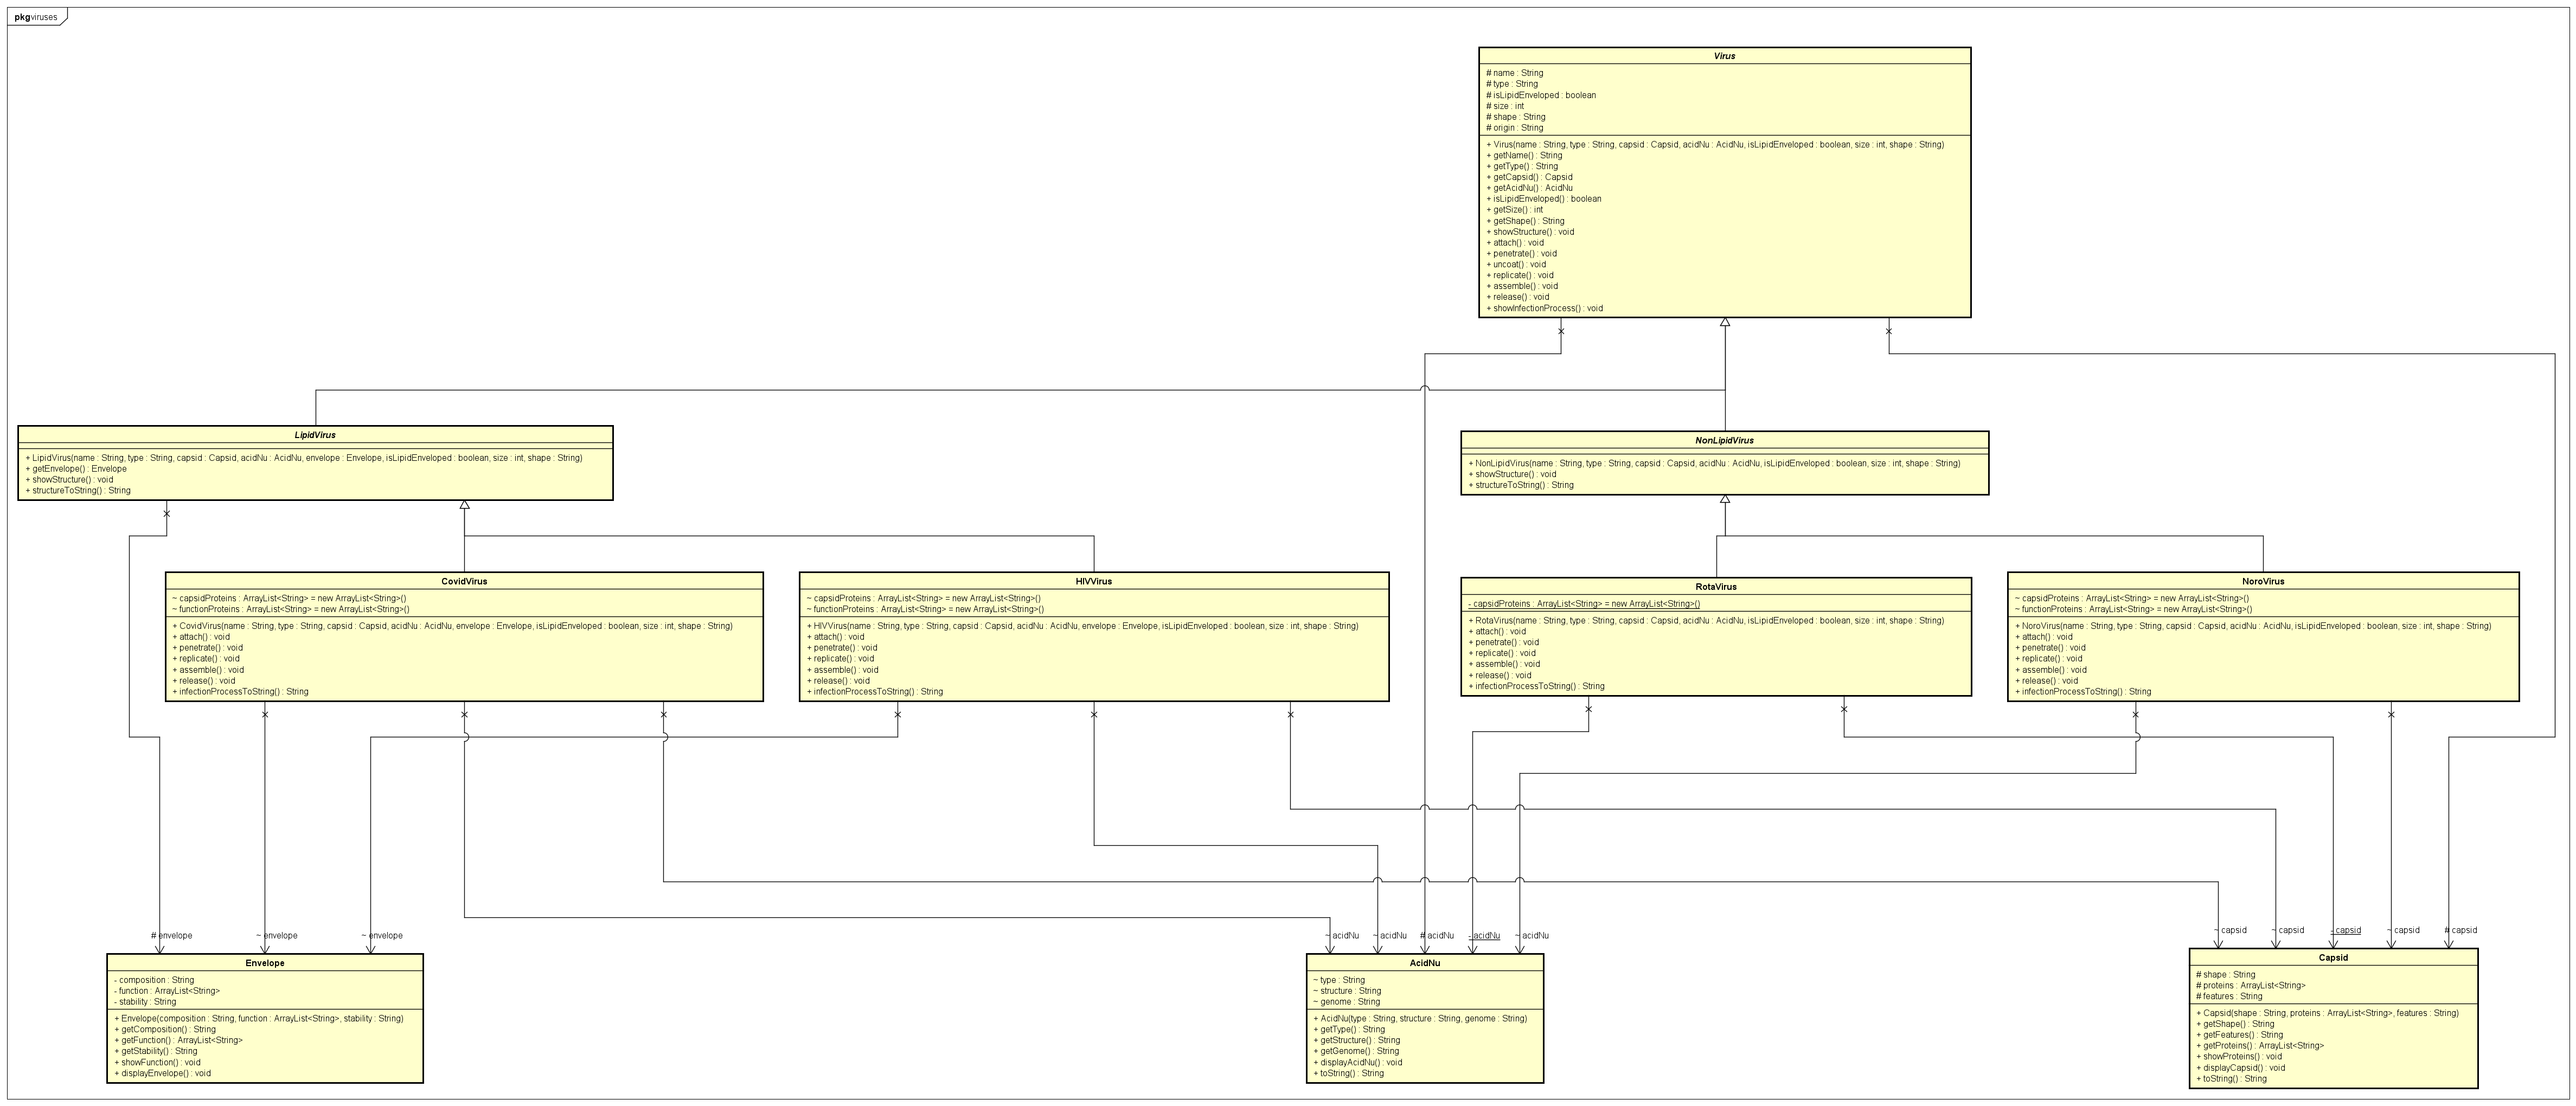 pkg viruses
Virus
# name : String
# type : String
# isLipidEnveloped : boolean
# size : int
# shape : String
# origin : String
+ Virus(name : String, type : String, capsid : Capsid, acidNu : AcidNu, isLipidEnveloped : boolean, size : int, shape : String)
+ getName() : String
+ getType() : String
+ getCapsid() : Capsid
+ getAcidNu() : AcidNu
+ isLipidEnveloped() : boolean
+ getSize() : int
+ getShape() : String
+ showStructure() : void
+ attach() : void
+ penetrate() : void
+ uncoat() : void
+ replicate() : void
+ assemble() : void
+ release() : void
+ showInfectionProcess() : void
LipidVirus
+ LipidVirus(name : String, type : String, capsid : Capsid, acidNu : AcidNu, envelope : Envelope, isLipidEnveloped : boolean, size : int, shape : String)
+ getEnvelope() : Envelope
+ showStructure() : void
+ structureToString() : String
NonLipidVirus
+ NonLipidVirus(name : String, type : String, capsid : Capsid, acidNu : AcidNu, isLipidEnveloped : boolean, size : int, shape : String)
+ showStructure() : void
+ structureToString() : String
CovidVirus
~ capsidProteins : ArrayList<String> = new ArrayList<String>()
~ functionProteins : ArrayList<String> = new ArrayList<String>()
+ CovidVirus(name : String, type : String, capsid : Capsid, acidNu : AcidNu, envelope : Envelope, isLipidEnveloped : boolean, size : int, shape : String)
+ attach() : void
+ penetrate() : void
+ replicate() : void
+ assemble() : void
+ release() : void
+ infectionProcessToString() : String
HIVVirus
~ capsidProteins : ArrayList<String> = new ArrayList<String>()
~ functionProteins : ArrayList<String> = new ArrayList<String>()
+ HIVVirus(name : String, type : String, capsid : Capsid, acidNu : AcidNu, envelope : Envelope, isLipidEnveloped : boolean, size : int, shape : String)
+ attach() : void
+ penetrate() : void
+ replicate() : void
+ assemble() : void
+ release() : void
+ infectionProcessToString() : String
RotaVirus
- capsidProteins : ArrayList<String> = new ArrayList<String>()
+ RotaVirus(name : String, type : String, capsid : Capsid, acidNu : AcidNu, isLipidEnveloped : boolean, size : int, shape : String)
+ attach() : void
+ penetrate() : void
+ replicate() : void
+ assemble() : void
+ release() : void
+ infectionProcessToString() : String
NoroVirus
~ capsidProteins : ArrayList<String> = new ArrayList<String>()
~ functionProteins : ArrayList<String> = new ArrayList<String>()
+ NoroVirus(name : String, type : String, capsid : Capsid, acidNu : AcidNu, isLipidEnveloped : boolean, size : int, shape : String)
+ attach() : void
+ penetrate() : void
+ replicate() : void
+ assemble() : void
+ release() : void
+ infectionProcessToString() : String
# envelope
~ envelope
~ envelope
~ acidNu
~ acidNu
# acidNu
- acidNu
~ acidNu
~ capsid
~ capsid
- capsid
~ capsid
# capsid
Envelope
- composition : String
- function : ArrayList<String>
- stability : String
+ Envelope(composition : String, function : ArrayList<String>, stability : String)
+ getComposition() : String
+ getFunction() : ArrayList<String>
+ getStability() : String
+ showFunction() : void
+ displayEnvelope() : void
AcidNu
~ type : String
~ structure : String
~ genome : String
+ AcidNu(type : String, structure : String, genome : String)
+ getType() : String
+ getStructure() : String
+ getGenome() : String
+ displayAcidNu() : void
+ toString() : String
Capsid
# shape : String
# proteins : ArrayList<String>
# features : String
+ Capsid(shape : String, proteins : ArrayList<String>, features : String)
+ getShape() : String
+ getFeatures() : String
+ getProteins() : ArrayList<String>
+ showProteins() : void
+ displayCapsid() : void
+ toString() : String